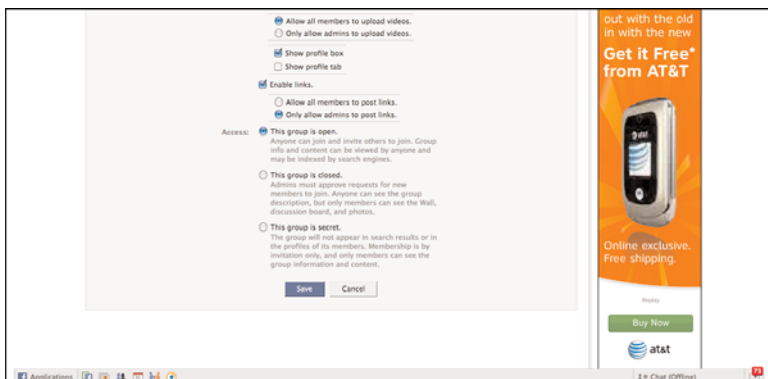 Allow all members to upload videos.
Only allow admins to upload videos.
Show profile box
Show profile tab
Enable links.
Allow all members to post links.
Only allow admins to post links.
Access:
This group is open.
Anyone can join and invite others to join. Group
info and content can be viewed by anyone and
may be indexed by search engines.
This group is closed.
Admins must approve requests for new
members to join. Anyone can see the group
description, but only members can see the Wall,
discussion board, and photos.
This group is secret.
The group will not appear in search results or in
the profiles of its members. Membership is by
invitation only, and only members can see the
group information and content.
Save Cancel
out with the old
in with the new
Get it Free*
from AT&T
at&t
Online exclusive.
Free shipping.
Replay
Buy Now
at&t
Applications
Chat (Offline)
73